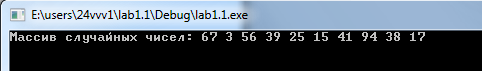 E:\users\24vvv1\lab1.1\Debug\lab1.1.exe
Массив случайных чисел: 67 3 56 39 25 15 41 94 38 17